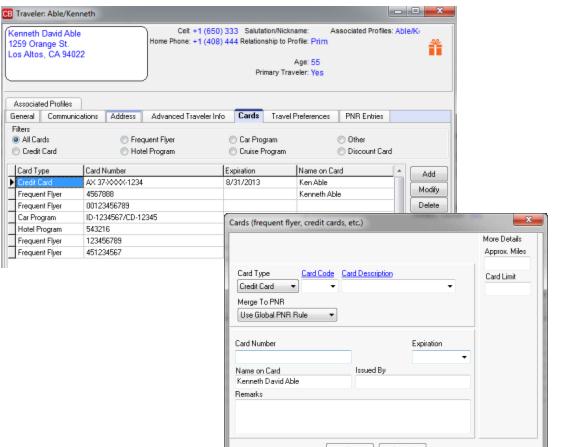 CB Traveler: Able/Kenneth
Kenneth David Able
1259 Orange St.
Los Altos, CA 94022
Cell: +1 (650) 333 Salutation/Nickname: Associated Profiles: Able/K
Home Phone: +1 (408) 444 Relationship to Profile: Prim
Age: 55
Primary Traveler: Yes
Associated Profiles
General Communications Address Advanced Traveler Info Cards Travel Preferences PNR Entries
Filters
All Cards Frequent Flyer Car Program Other
Credit Card Hotel Program Cruise Program Discount Card
Card Type Card Number Expiration Name on Card
Credit Card AX 37-XXXX-1234 8/31/2013 Ken Able
Frequent Flyer 4567888 Kenneth Able
Frequent Flyer 00123456789
Car Program ID-1234567/CD-12345
Hotel Program 543216
Frequent Flyer 123456789
Frequent Flyer 451234567
Add
Modify
Delete
Cards (frequent flyer, credit cards, etc.)
More Details
Approx. Miles
Card Limit
Card Type Card Code Card Description
Credit Card
Merge To PNR
Use Global PNR Rule
Card Number Expiration
Name on Card Issued By
Kenneth David Able
Remarks